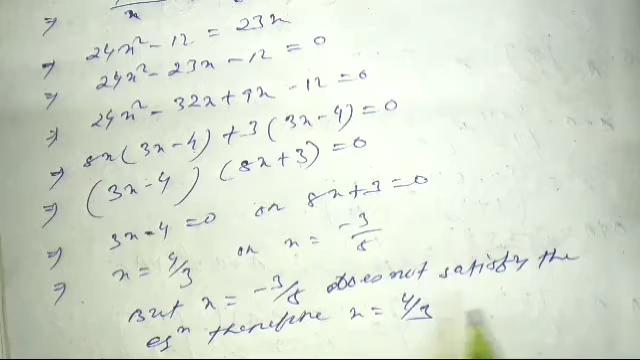 x
⇒ 24x² - 12 = 23x
⇒ 24x² - 23x - 12 = 0
⇒ 24x² - 32x + 9x - 12 = 0
⇒ 8x(3x-4) + 3(3x-4) = 0
⇒ (3x-4) (8x+3) = 0
⇒ 3x-4 = 0 or 8x+3 = 0
⇒ x = 4/3 or x = -3/8
But x = -3/8 does not satisfy the
eqⁿ therefore x = 4/3